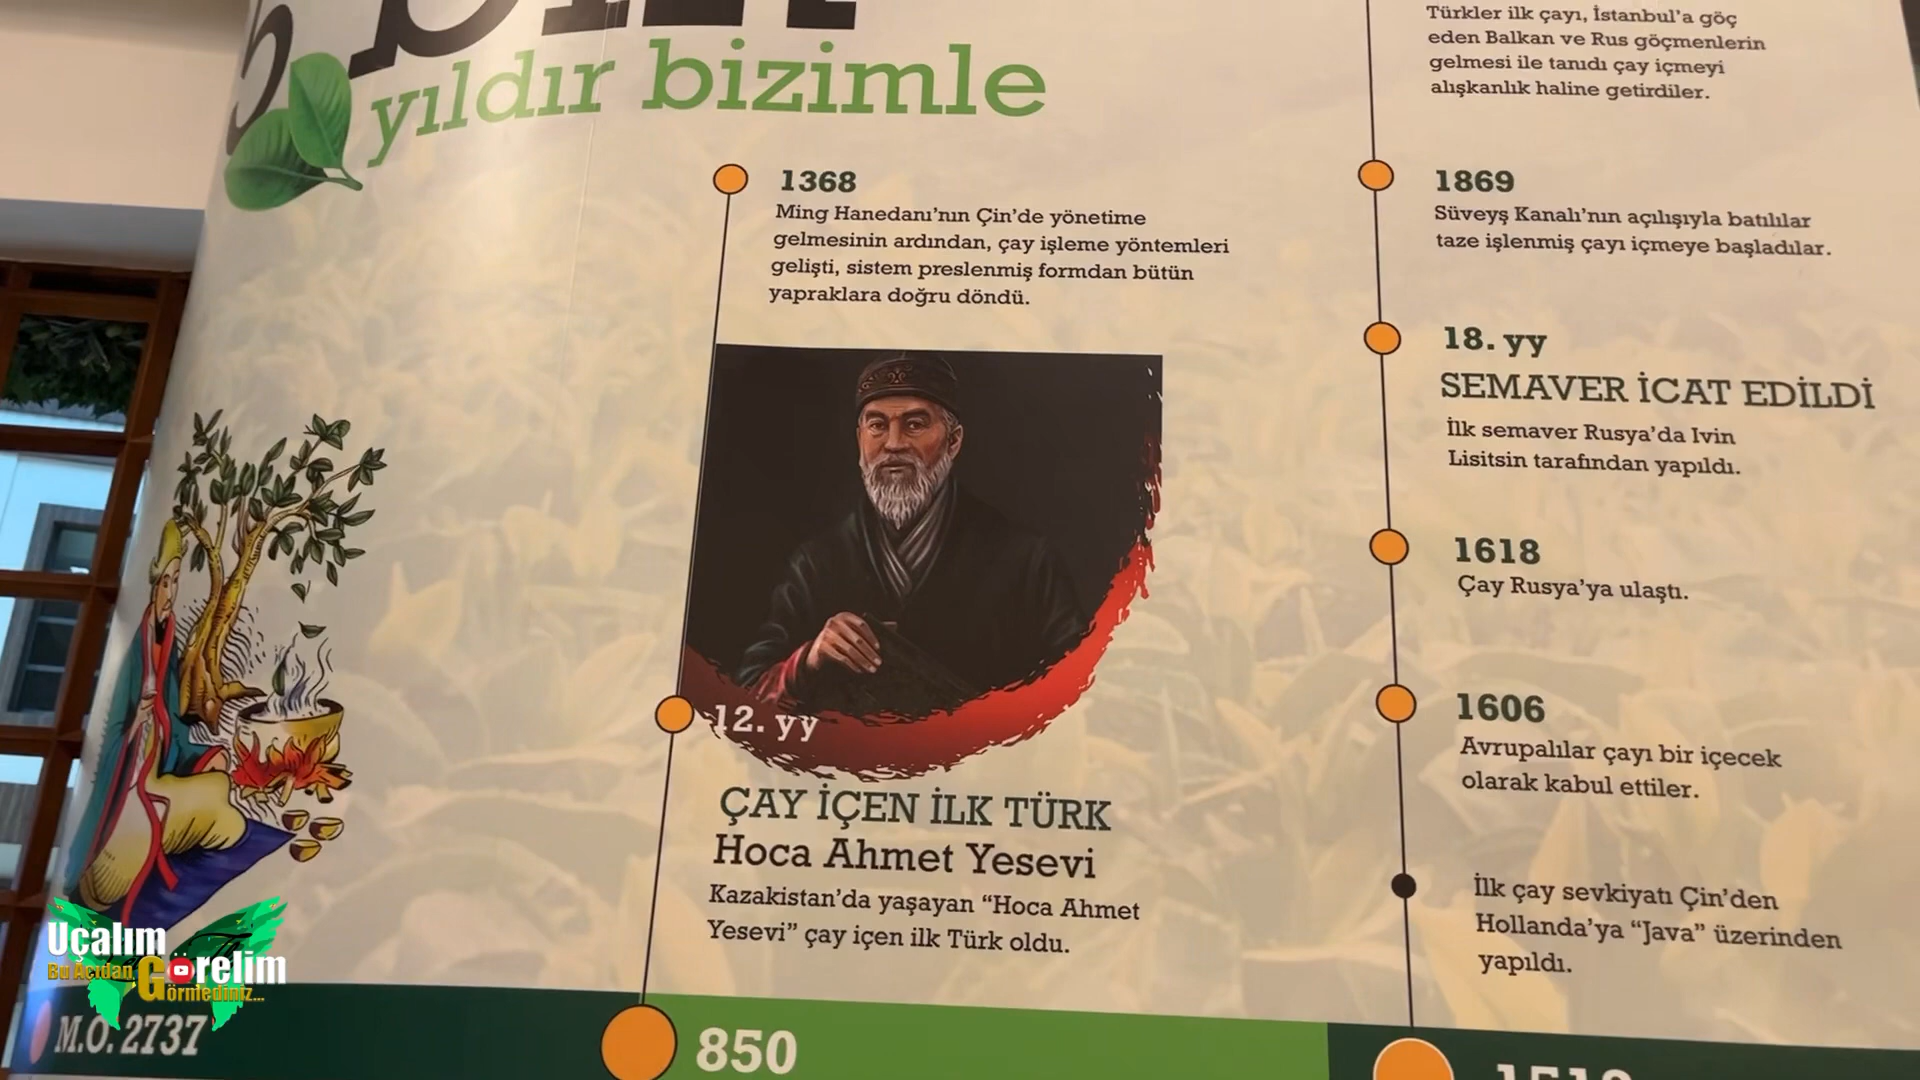 bin
yıldır bizimle
1368
Ming Hanedanı'nın Çin'de yönetime
gelmesinin ardından, çay işleme yöntemleri
gelişti, sistem preslenmiş formdan bütün
yapraklara doğru döndü.
12. yy
ÇAY İÇEN İLK TÜRK
Hoca Ahmet Yesevi
Kazakistan'da yaşayan “Hoca Ahmet
Yesevi” çay içen ilk Türk oldu.
Türkler ilk çayı, İstanbul'a göç
eden Balkan ve Rus göçmenlerin
gelmesi ile tanıdı çay içmeyi
alışkanlık haline getirdiler.
1869
Süveyş Kanalı'nın açılışıyla batılılar
taze işlenmiş çayı içmeye başladılar.
18. yy
SEMAVER İCAT EDİLDİ
İlk semaver Rusya'da Ivin
Lisitsin tarafından yapıldı.
1618
Çay Rusya'ya ulaştı.
1606
Avrupalılar çayı bir içecek
olarak kabul ettiler.
İlk çay sevkiyatı Çin'den
Hollanda'ya “Java” üzerinden
yapıldı.
Uçalım
Bu Açıdan Görelim
Görmediniz...
M.Ö. 2737
850